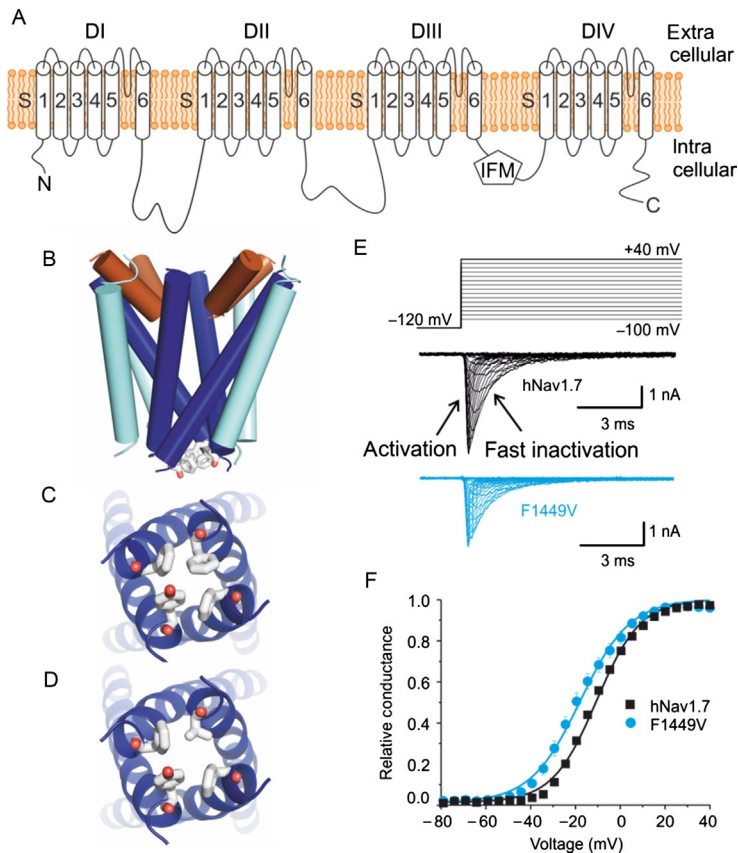 A
DI DII DIII DIV
Extra
cellular
S 1 2 3 4 5 6 S 1 2 3 4 5 6 S 1 2 3 4 5 6 S 1 2 3 4 5 6
Intra
cellular
N
IFM
C
B
C
D
E
+40 mV
−120 mV
−100 mV
hNav1.7
1 nA
3 ms
Activation
Fast inactivation
F1449V
1 nA
3 ms
F
Relative conductance
1.0
0.8
0.6
0.4
0.2
0.0
hNav1.7
F1449V
−80 −60 −40 −20 0 20 40
Voltage (mV)